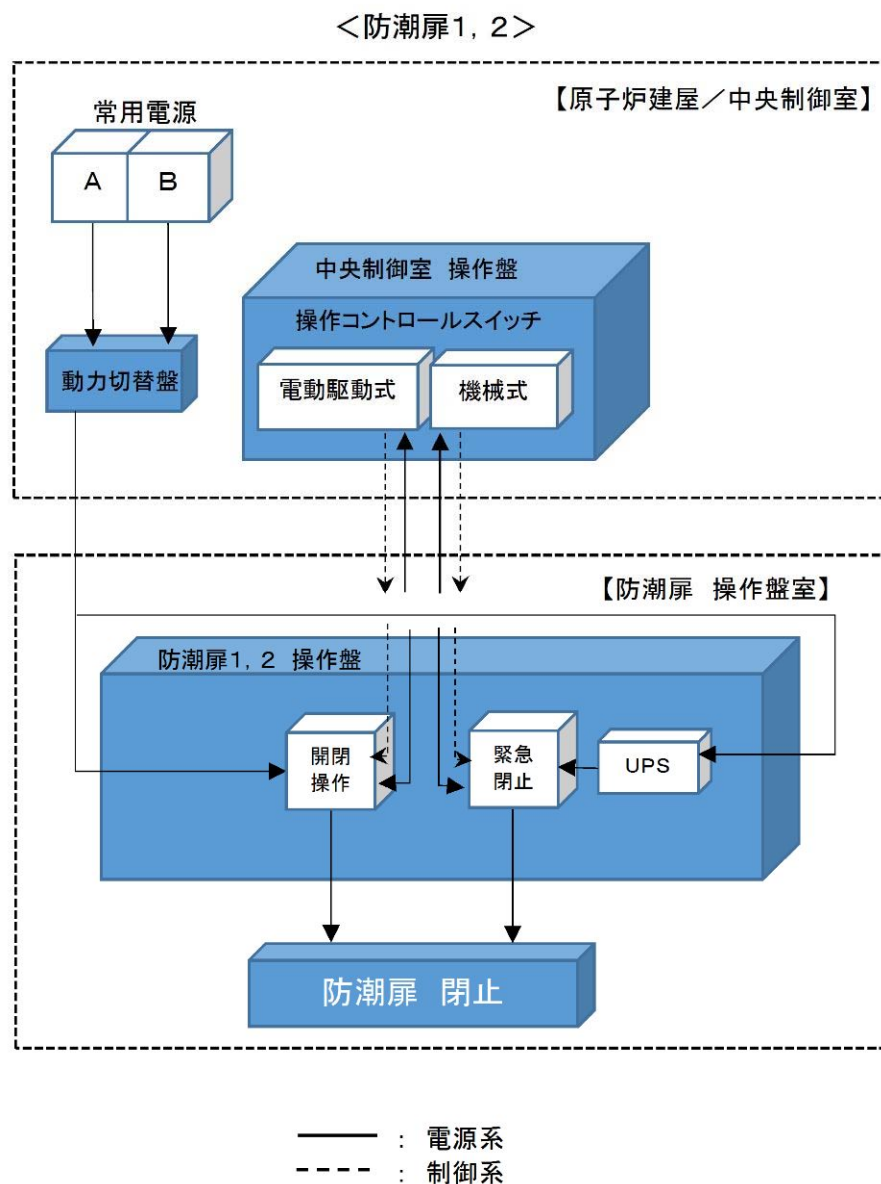 ＜防潮扉1，2＞
【原子炉建屋／中央制御室】
常用電源
A
B
中央制御室 操作盤
操作コントロールスイッチ
動力切替盤
電動駆動式
機械式
【防潮扉 操作盤室】
防潮扉1，2 操作盤
開閉
操作
緊急
閉止
UPS
防潮扉 閉止
： 電源系
： 制御系